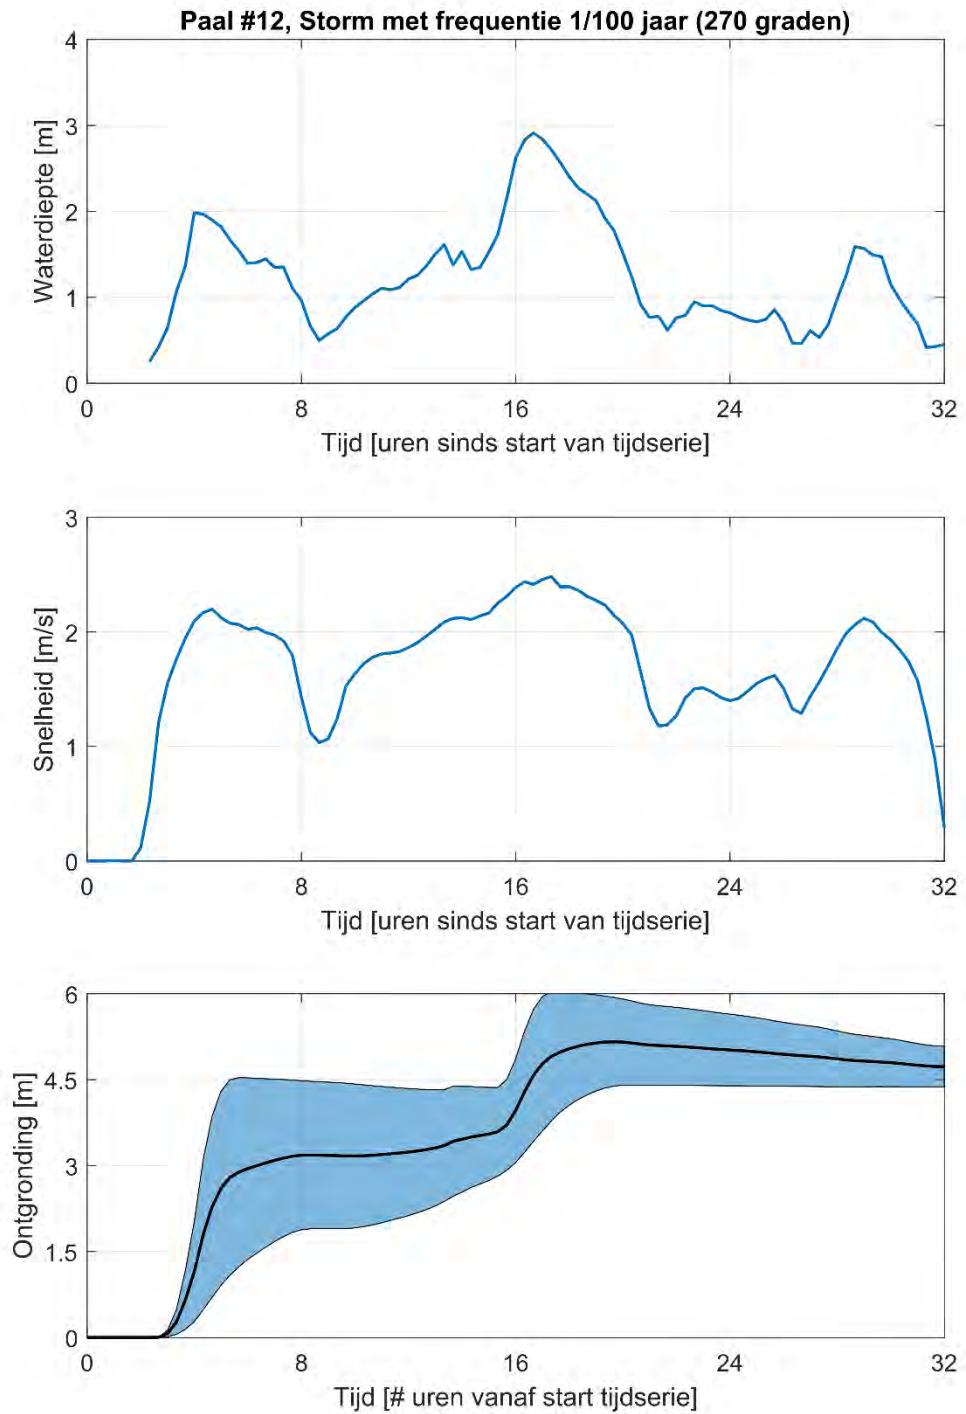 Paal #12, Storm met frequentie 1/100 jaar (270 graden)
4
3
2
1
0
Waterdiepte [m]
0 8 16 24 32
Tijd [uren sinds start van tijdserie]
3
2
1
0
Snelheid [m/s]
0 8 16 24 32
Tijd [uren sinds start van tijdserie]
6
4.5
3
1.5
0
Ontgronding [m]
0 8 16 24 32
Tijd [# uren vanaf start tijdserie]